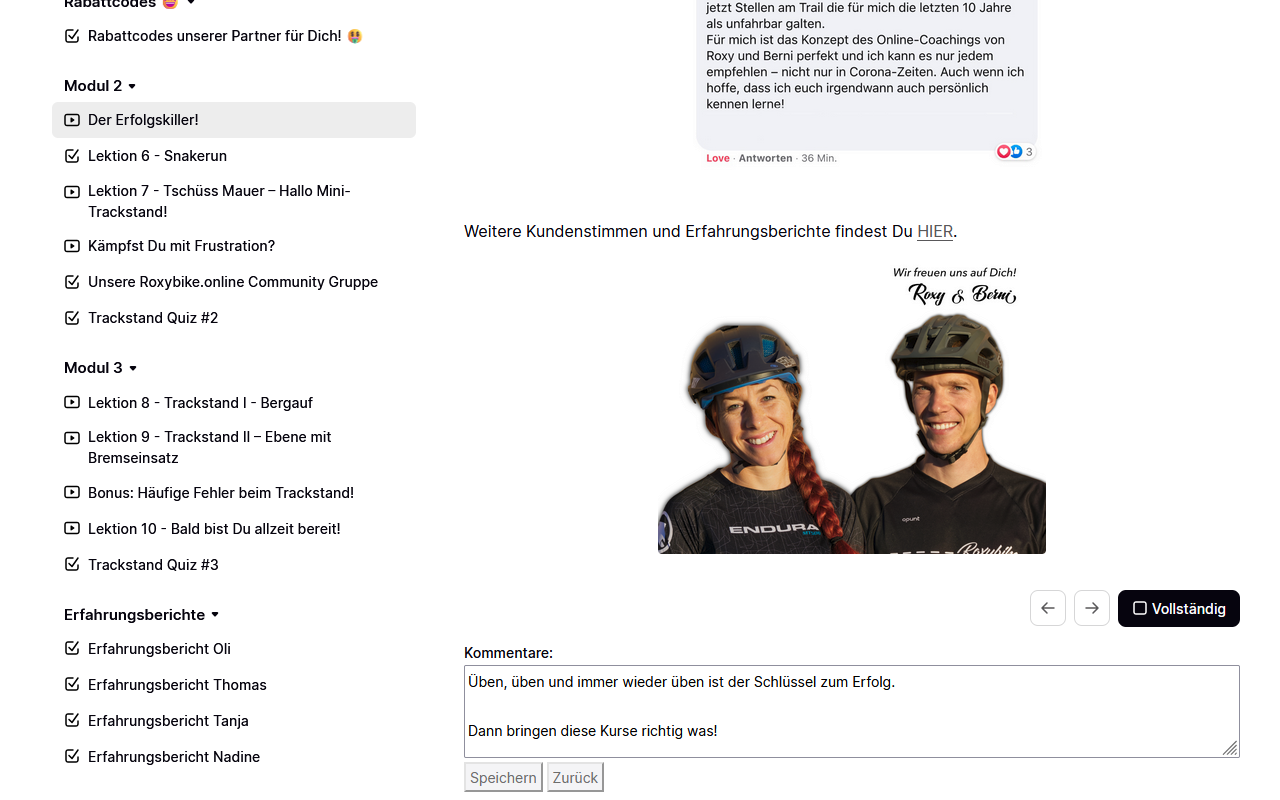 Rabattcodes
Rabattcodes unserer Partner für Dich!
Modul 2
Der Erfolgskiller!
Lektion 6 - Snakerun
Lektion 7 - Tschüss Mauer – Hallo Mini-
Trackstand!
Kämpfst Du mit Frustration?
Unsere Roxybike.online Community Gruppe
Trackstand Quiz #2
Modul 3
Lektion 8 - Trackstand I - Bergauf
Lektion 9 - Trackstand II – Ebene mit
Bremseinsatz
Bonus: Häufige Fehler beim Trackstand!
Lektion 10 - Bald bist Du allzeit bereit!
Trackstand Quiz #3
Erfahrungsberichte
Erfahrungsbericht Oli
Erfahrungsbericht Thomas
Erfahrungsbericht Tanja
Erfahrungsbericht Nadine
jetzt Stellen am Trail die für mich die letzten 10 Jahre
als unfahrbar galten.
Für mich ist das Konzept des Online-Coachings von
Roxy und Berni perfekt und ich kann es nur jedem
empfehlen – nicht nur in Corona-Zeiten. Auch wenn ich
hoffe, dass ich euch irgendwann auch persönlich
kennen lerne!
3
Love · Antworten · 36 Min.
Weitere Kundenstimmen und Erfahrungsberichte findest Du HIER.
Wir freuen uns auf Dich!
Roxy & Berni
ENDURA
opunt
Roxybike
Vollständig
Kommentare:
Üben, üben und immer wieder üben ist der Schlüssel zum Erfolg.
Dann bringen diese Kurse richtig was!
Speichern Zurück